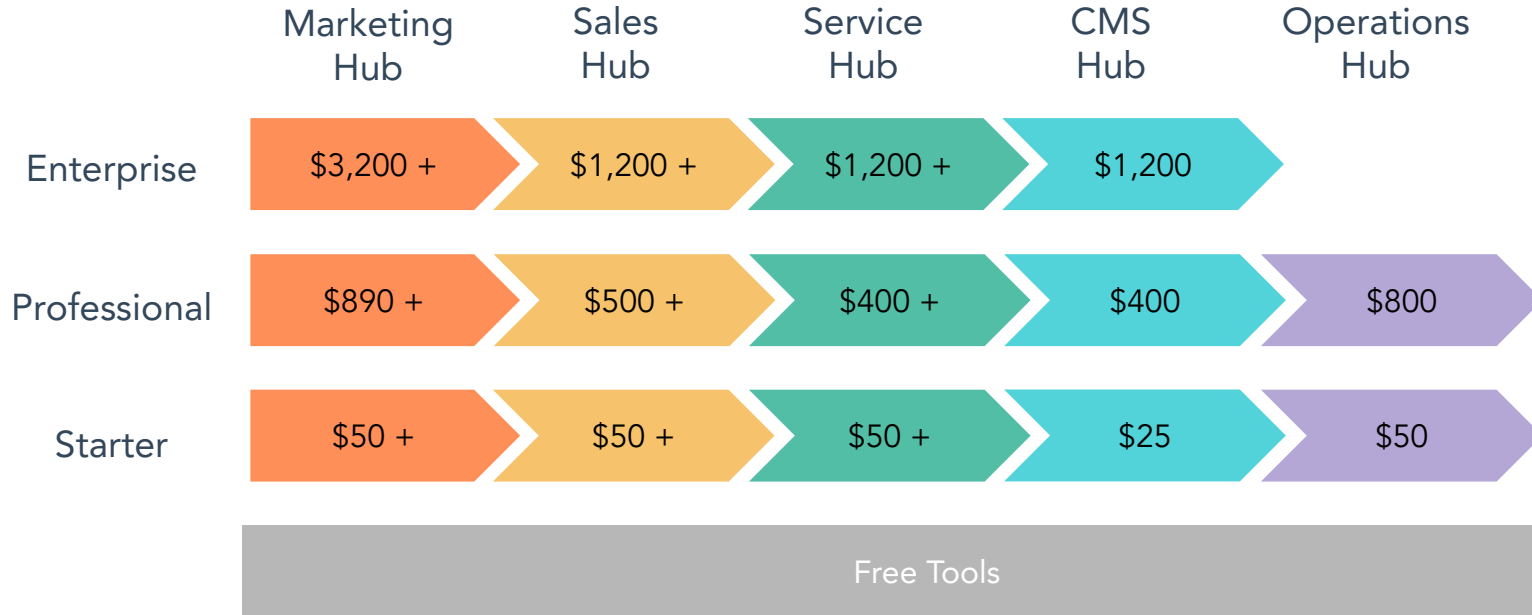 Marketing Sales Service CMS Operations
Hub Hub Hub Hub Hub
Enterprise $3,200 + $1,200 + $1,200 + $1,200
Professional $890 + $500 + $400 + $400 $800
Starter $50 + $50 + $50 + $25 $50
Free Tools